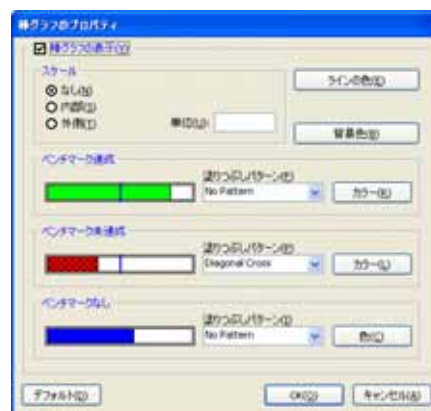 棒グラフのプロパティ
棒グラフの表示(V)
スケール
なし(N)
内部(I)
外側(T)
単位(U):
ラインの色(E)
背景色(B)
ベンチマーク達成
塗りつぶしパターン(F)
No Pattern
カラー(R)
ベンチマーク未達成
塗りつぶしパターン(P)
Diagonal Cross
カラー(L)
ベンチマークなし
塗りつぶしパターン(Q)
No Pattern
色(C)
デフォルト(D)
OK(O)
キャンセル(A)